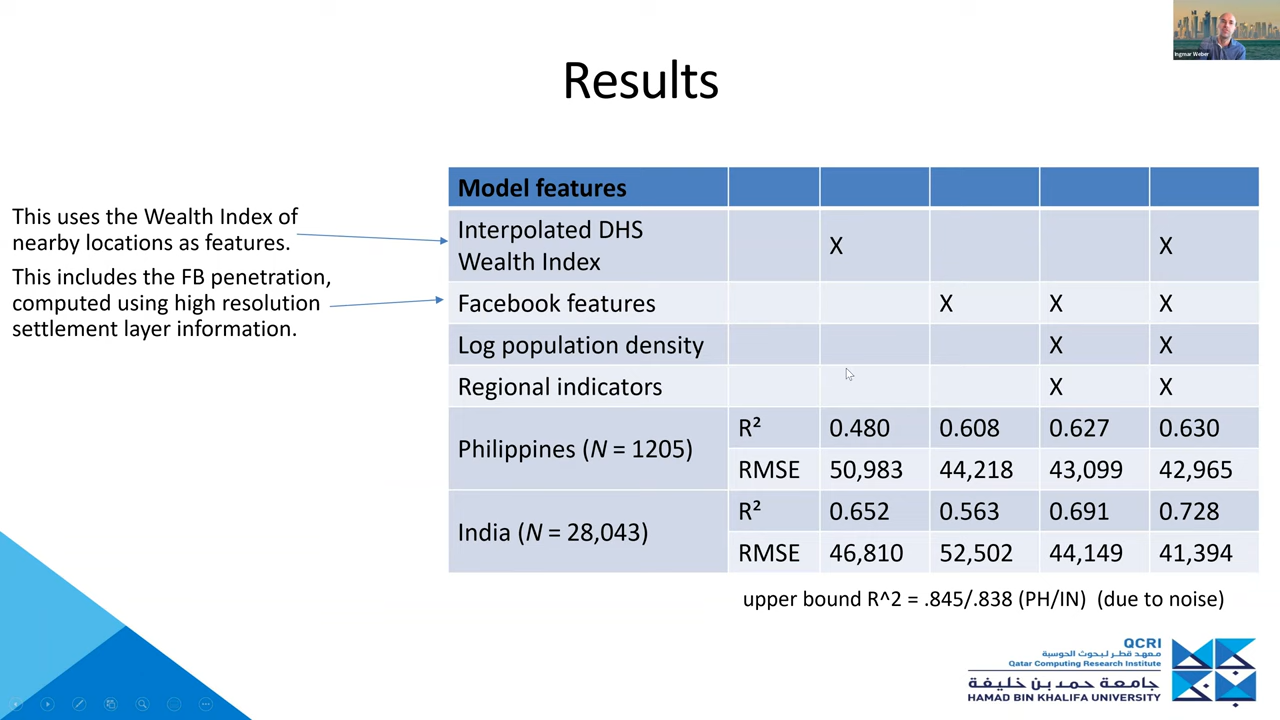 Ingmar Weber
Results
This uses the Wealth Index of
nearby locations as features.
This includes the FB penetration,
computed using high resolution
settlement layer information.
Model features
Interpolated DHS
Wealth Index
X
X
Facebook features
X
X
X
Log population density
X
X
Regional indicators
X
X
Philippines (N = 1205)
R²
0.480
0.608
0.627
0.630
RMSE
50,983
44,218
43,099
42,965
India (N = 28,043)
R²
0.652
0.563
0.691
0.728
RMSE
46,810
52,502
44,149
41,394
upper bound R^2 = .845/.838 (PH/IN) (due to noise)
QCRI
معهد قطر لبحوث الحوسبة
Qatar Computing Research Institute
جامعة حمد بن خليفة
HAMAD BIN KHALIFA UNIVERSITY